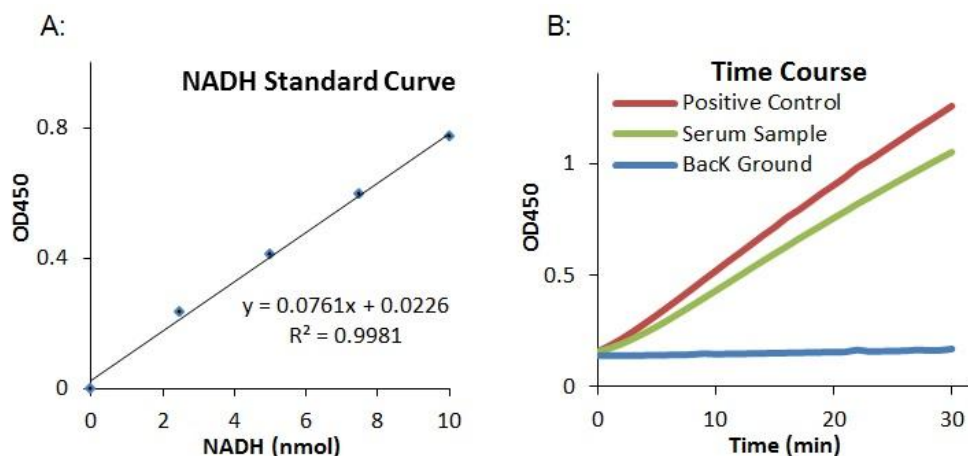 A:
NADH Standard Curve
0.8
0.4
0
OD450
y = 0.0761x + 0.0226
R² = 0.9981
0 2 4 6 8 10
NADH (nmol)
B:
Time Course
Positive Control
Serum Sample
BacK Ground
1
0.5
0
OD450
0 10 20 30
Time (min)